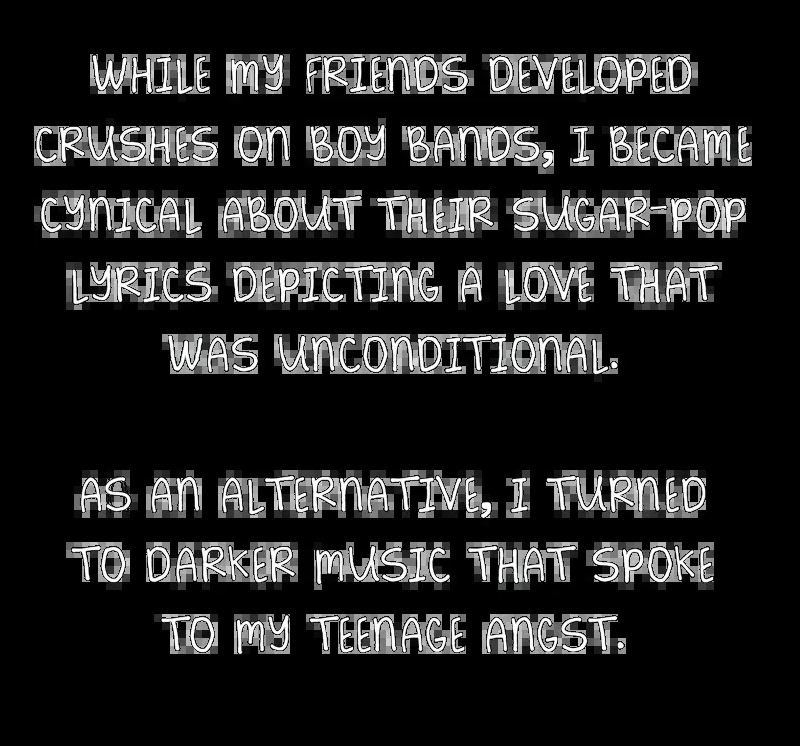 WHILE MY FRIENDS DEVELOPED
CRUSHES ON BOY BANDS, I BECAME
CYNICAL ABOUT THEIR SUGAR-POP
LYRICS DEPICTING A LOVE THAT
WAS UNCONDITIONAL.
AS AN ALTERNATIVE, I TURNED
TO DARKER MUSIC THAT SPOKE
TO MY TEENAGE ANGST.